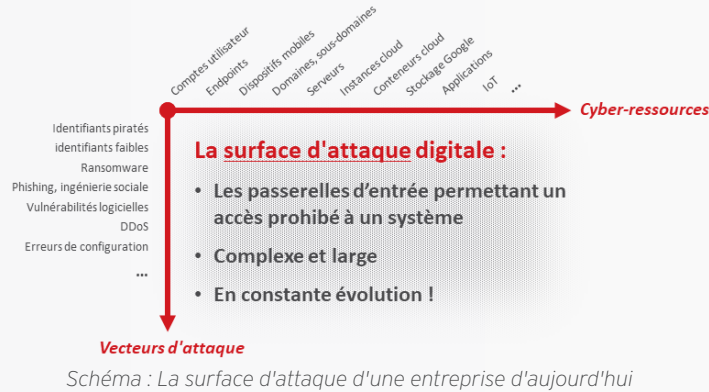 Comptes utilisateur
Endpoints
Dispositifs mobiles
Domaines, sous-domaines
Serveurs
Instances cloud
Conteneurs cloud
Stockage Google
Applications
IoT
...
Cyber-ressources
Identifiants piratés
identifiants faibles
Ransomware
Phishing, ingénierie sociale
Vulnérabilités logicielles
DDoS
Erreurs de configuration
...
La surface d'attaque digitale :
• Les passerelles d'entrée permettant un
accès prohibé à un système
• Complexe et large
• En constante évolution !
Vecteurs d'attaque
Schéma : La surface d'attaque d'une entreprise d'aujourd'hui